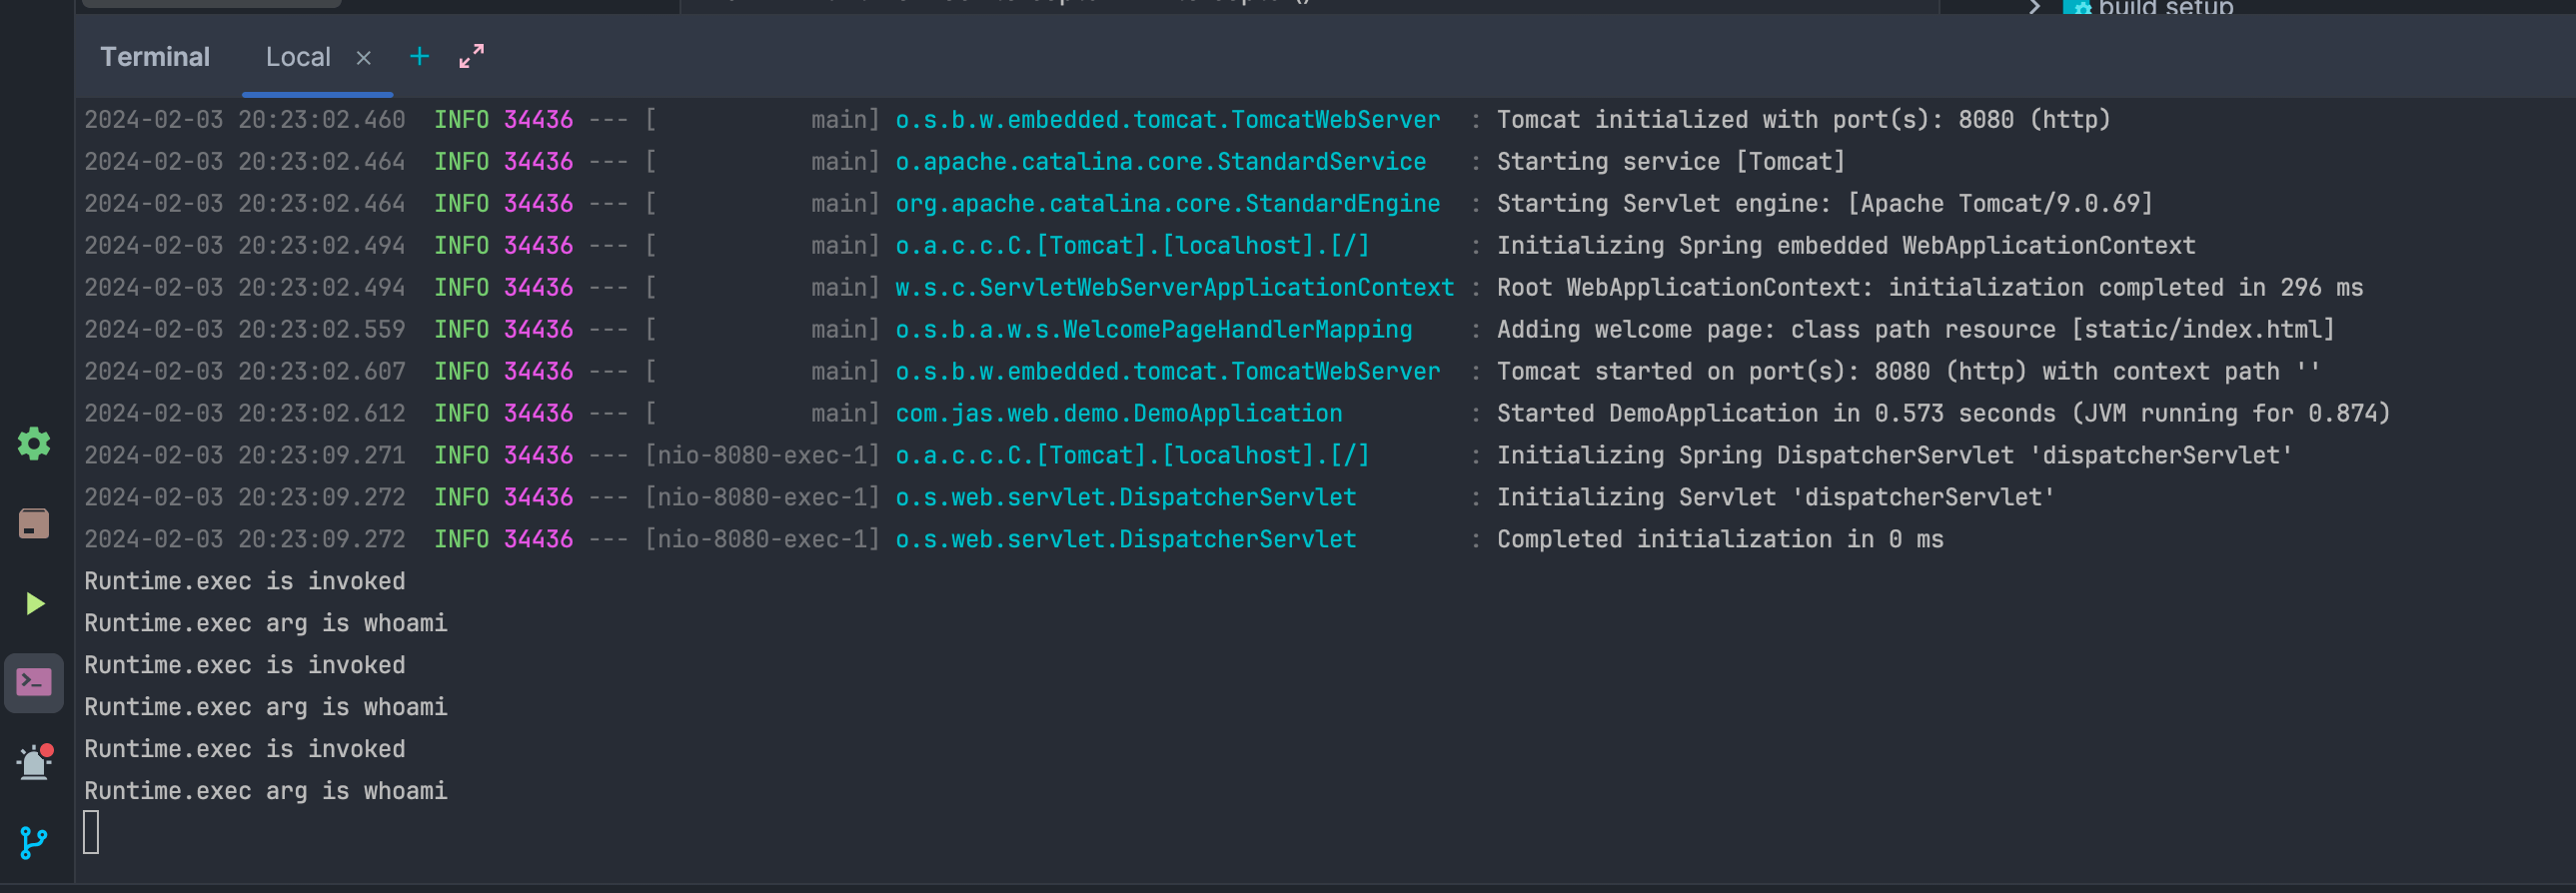 build setup
Terminal Local
2024-02-03 20:23:02.460  INFO 34436 --- [           main] o.s.b.w.embedded.tomcat.TomcatWebServer  : Tomcat initialized with port(s): 8080 (http)
2024-02-03 20:23:02.464  INFO 34436 --- [           main] o.apache.catalina.core.StandardService   : Starting service [Tomcat]
2024-02-03 20:23:02.464  INFO 34436 --- [           main] org.apache.catalina.core.StandardEngine  : Starting Servlet engine: [Apache Tomcat/9.0.69]
2024-02-03 20:23:02.494  INFO 34436 --- [           main] o.a.c.c.C.[Tomcat].[localhost].[/]       : Initializing Spring embedded WebApplicationContext
2024-02-03 20:23:02.494  INFO 34436 --- [           main] w.s.c.ServletWebServerApplicationContext : Root WebApplicationContext: initialization completed in 296 ms
2024-02-03 20:23:02.559  INFO 34436 --- [           main] o.s.b.a.w.s.WelcomePageHandlerMapping    : Adding welcome page: class path resource [static/index.html]
2024-02-03 20:23:02.607  INFO 34436 --- [           main] o.s.b.w.embedded.tomcat.TomcatWebServer  : Tomcat started on port(s): 8080 (http) with context path ''
2024-02-03 20:23:02.612  INFO 34436 --- [           main] com.jas.web.demo.DemoApplication         : Started DemoApplication in 0.573 seconds (JVM running for 0.874)
2024-02-03 20:23:09.271  INFO 34436 --- [nio-8080-exec-1] o.a.c.c.C.[Tomcat].[localhost].[/]       : Initializing Spring DispatcherServlet 'dispatcherServlet'
2024-02-03 20:23:09.272  INFO 34436 --- [nio-8080-exec-1] o.s.web.servlet.DispatcherServlet        : Initializing Servlet 'dispatcherServlet'
2024-02-03 20:23:09.272  INFO 34436 --- [nio-8080-exec-1] o.s.web.servlet.DispatcherServlet        : Completed initialization in 0 ms
Runtime.exec is invoked
Runtime.exec arg is whoami
Runtime.exec is invoked
Runtime.exec arg is whoami
Runtime.exec is invoked
Runtime.exec arg is whoami